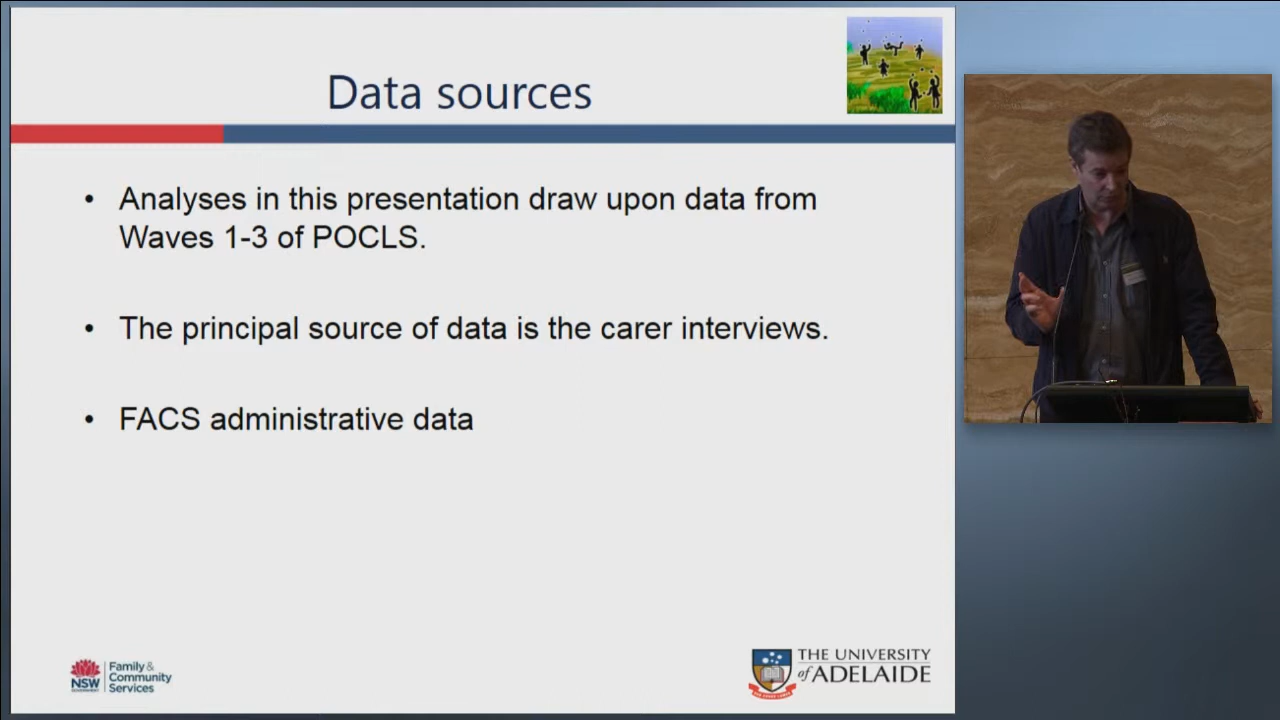 Data sources
• Analyses in this presentation draw upon data from
Waves 1-3 of POCLS.
• The principal source of data is the carer interviews.
• FACS administrative data
NSW
GOVERNMENT
Family &
Community
Services
THE UNIVERSITY
of ADELAIDE